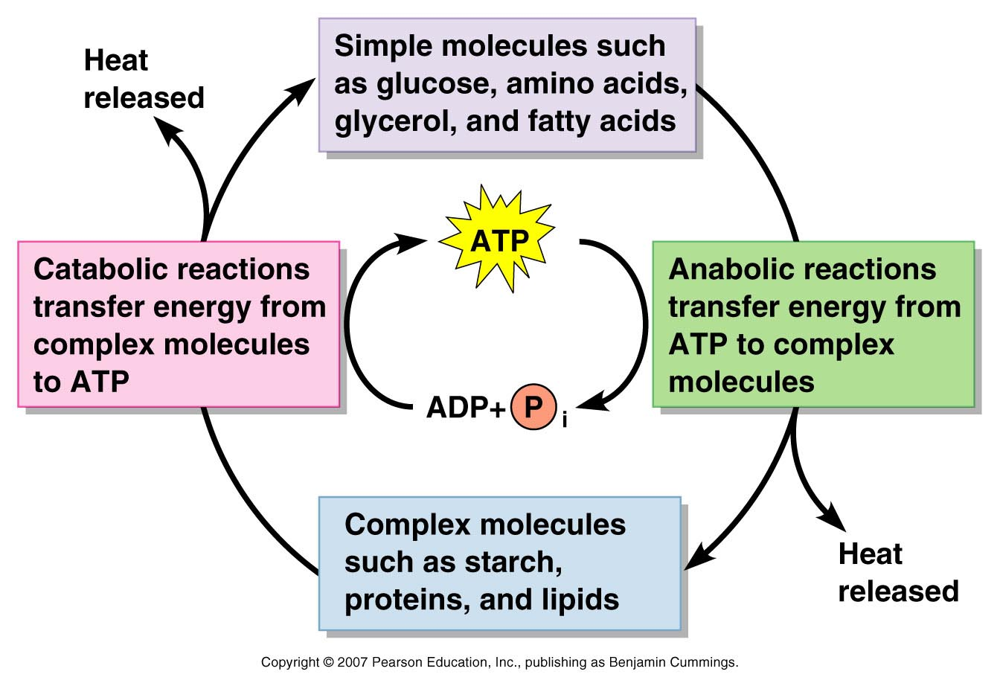 Heat
released
Simple molecules such
as glucose, amino acids,
glycerol, and fatty acids
Catabolic reactions
transfer energy from
complex molecules
to ATP
ATP
ADP+ P i
Anabolic reactions
transfer energy from
ATP to complex
molecules
Complex molecules
such as starch,
proteins, and lipids
Heat
released
Copyright © 2007 Pearson Education, Inc., publishing as Benjamin Cummings.